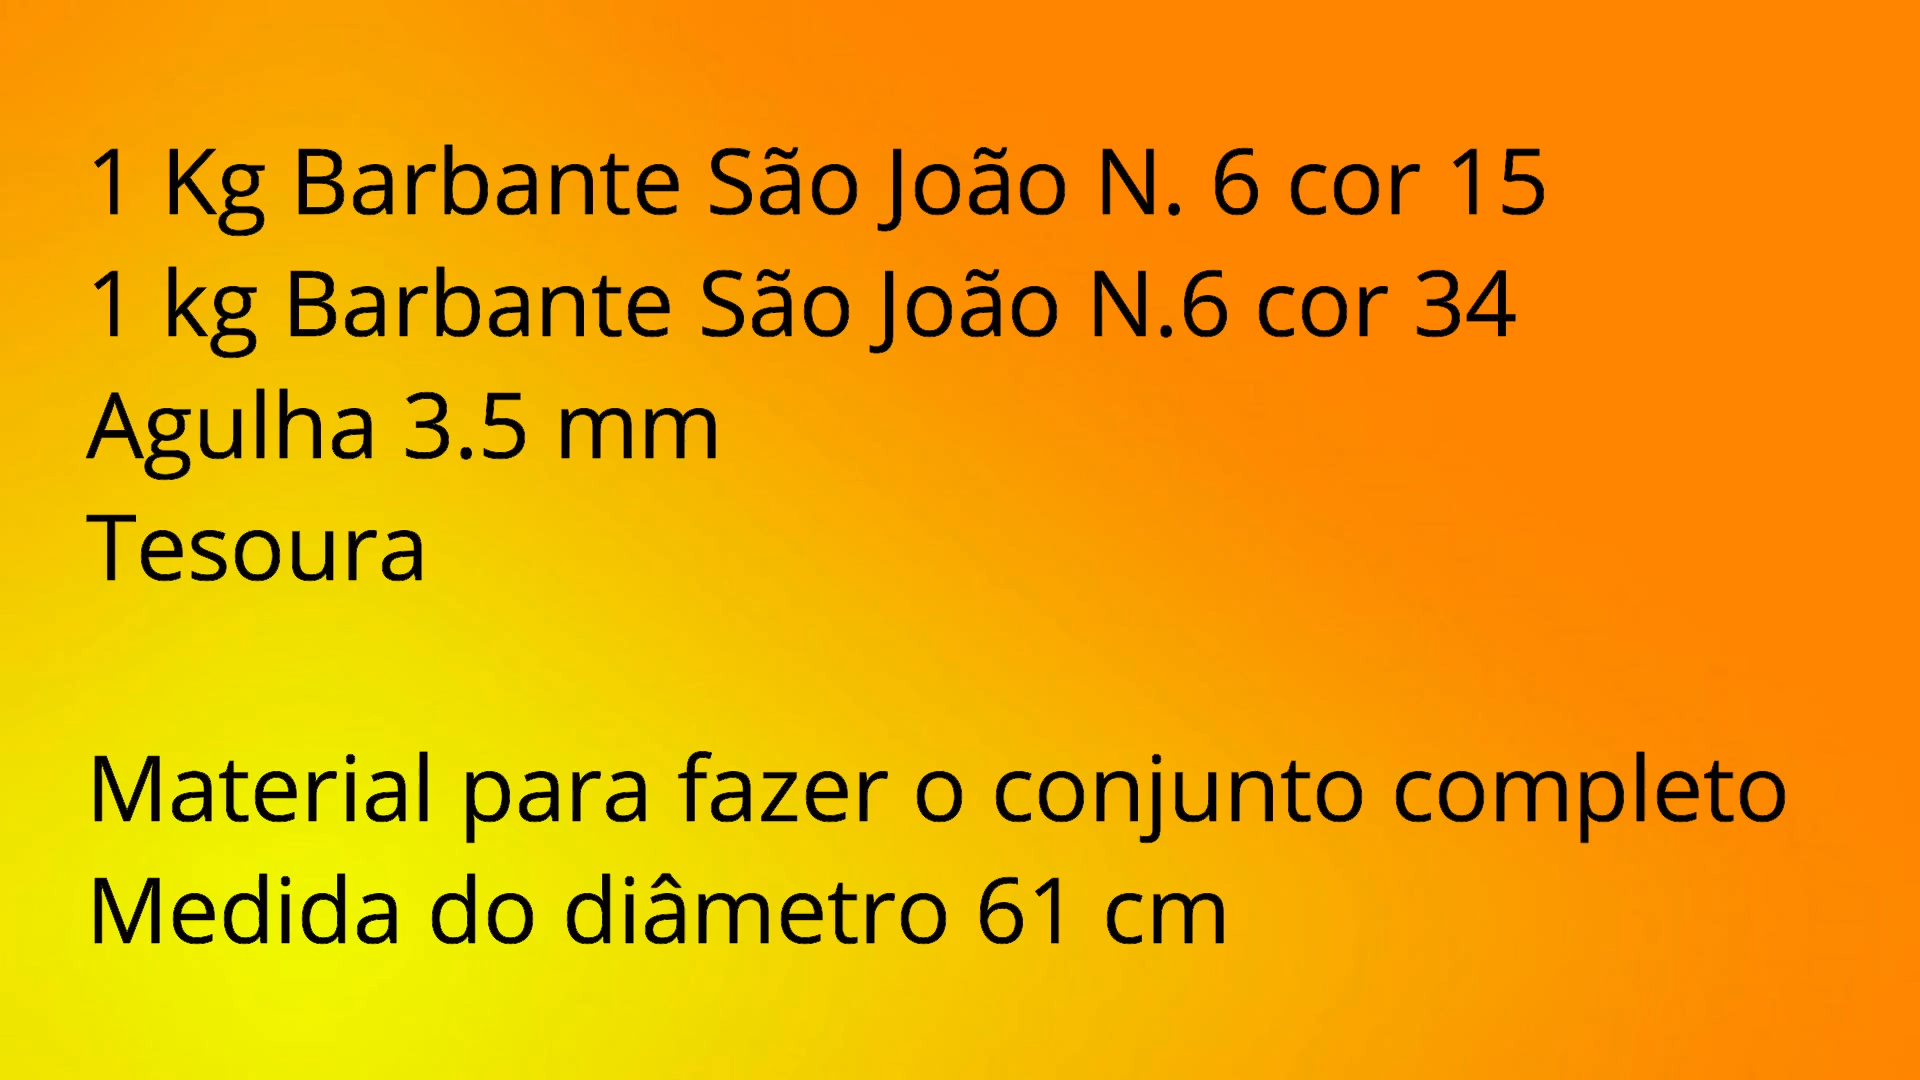 1 Kg Barbante São João N. 6 cor 15
1 kg Barbante São João N.6 cor 34
Agulha 3.5 mm
Tesoura
Material para fazer o conjunto completo
Medida do diâmetro 61 cm